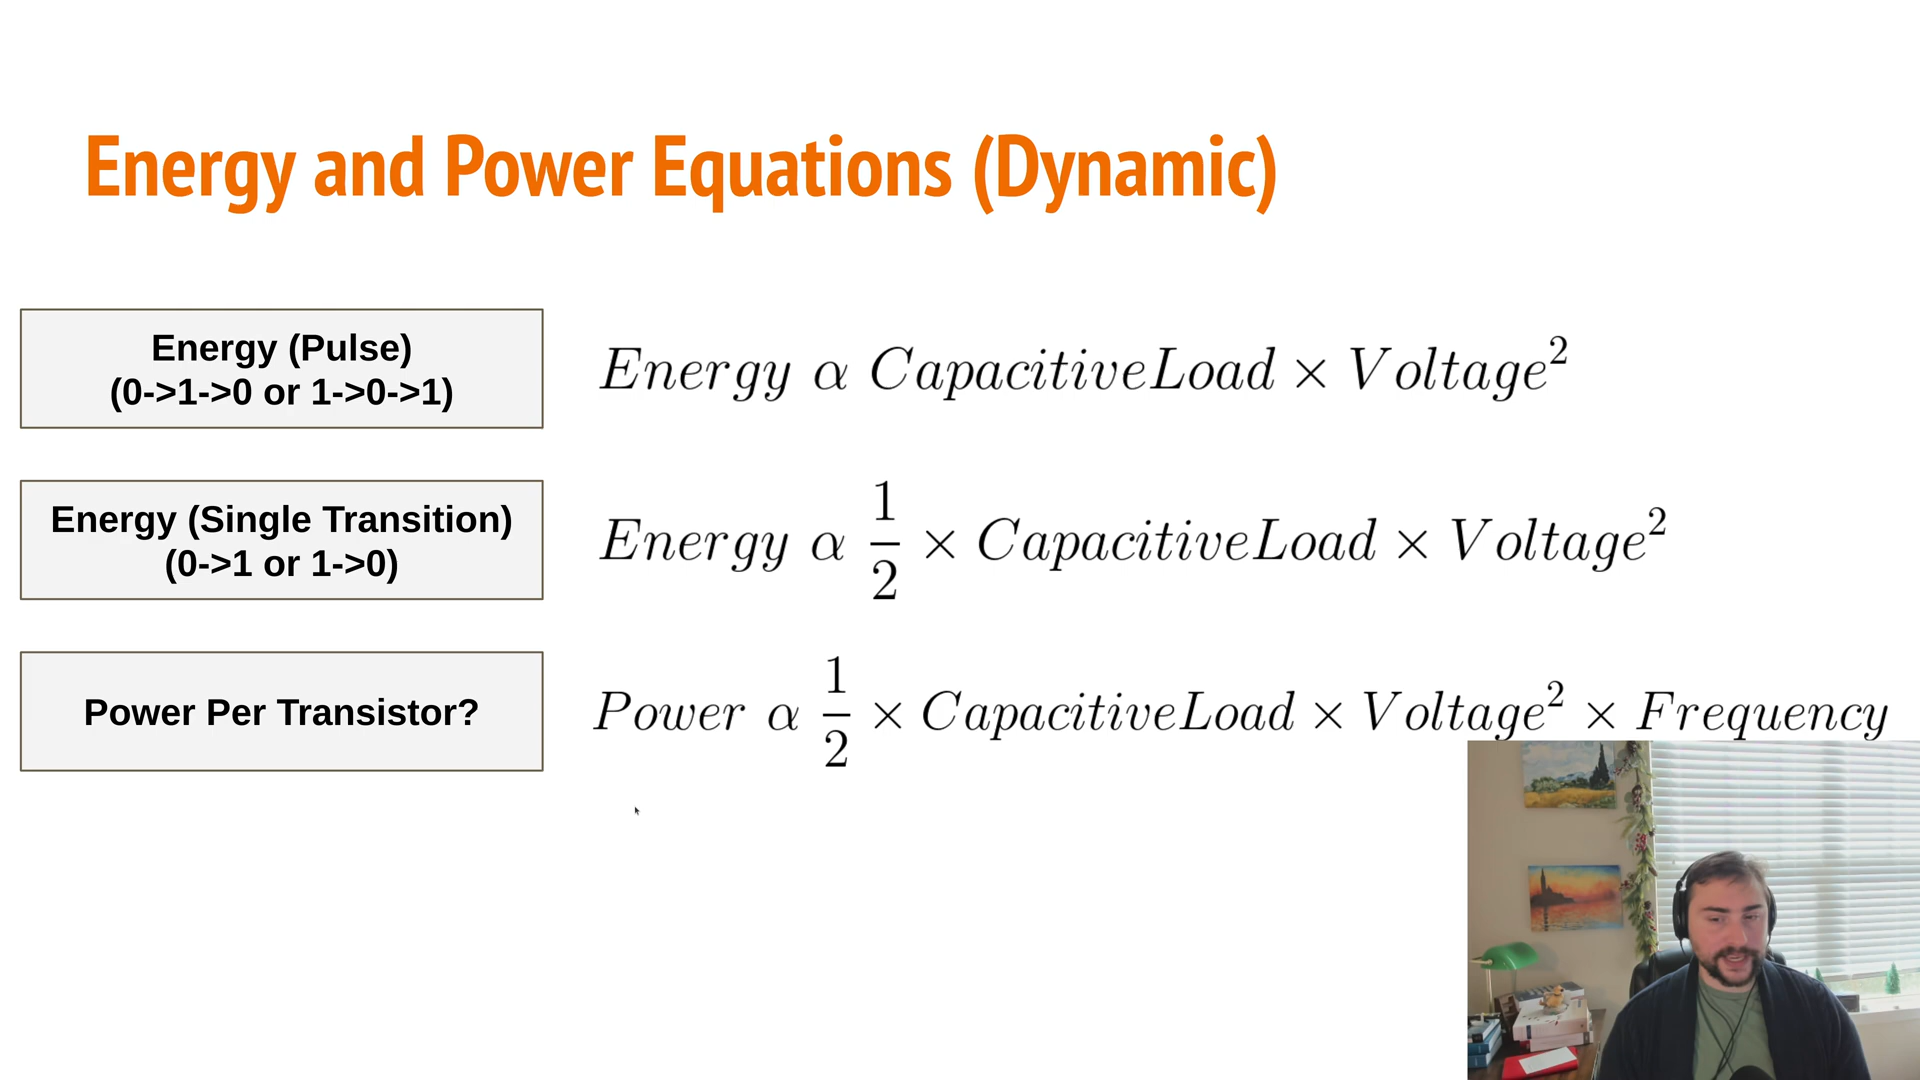 Energy and Power Equations (Dynamic)
Energy (Pulse)
(0->1->0 or 1->0->1)
Energy α CapacitiveLoad × Voltage²
Energy (Single Transition)
(0->1 or 1->0)
Energy α 1/2 × CapacitiveLoad × Voltage²
Power Per Transistor?
Power α 1/2 × CapacitiveLoad × Voltage² × Frequency